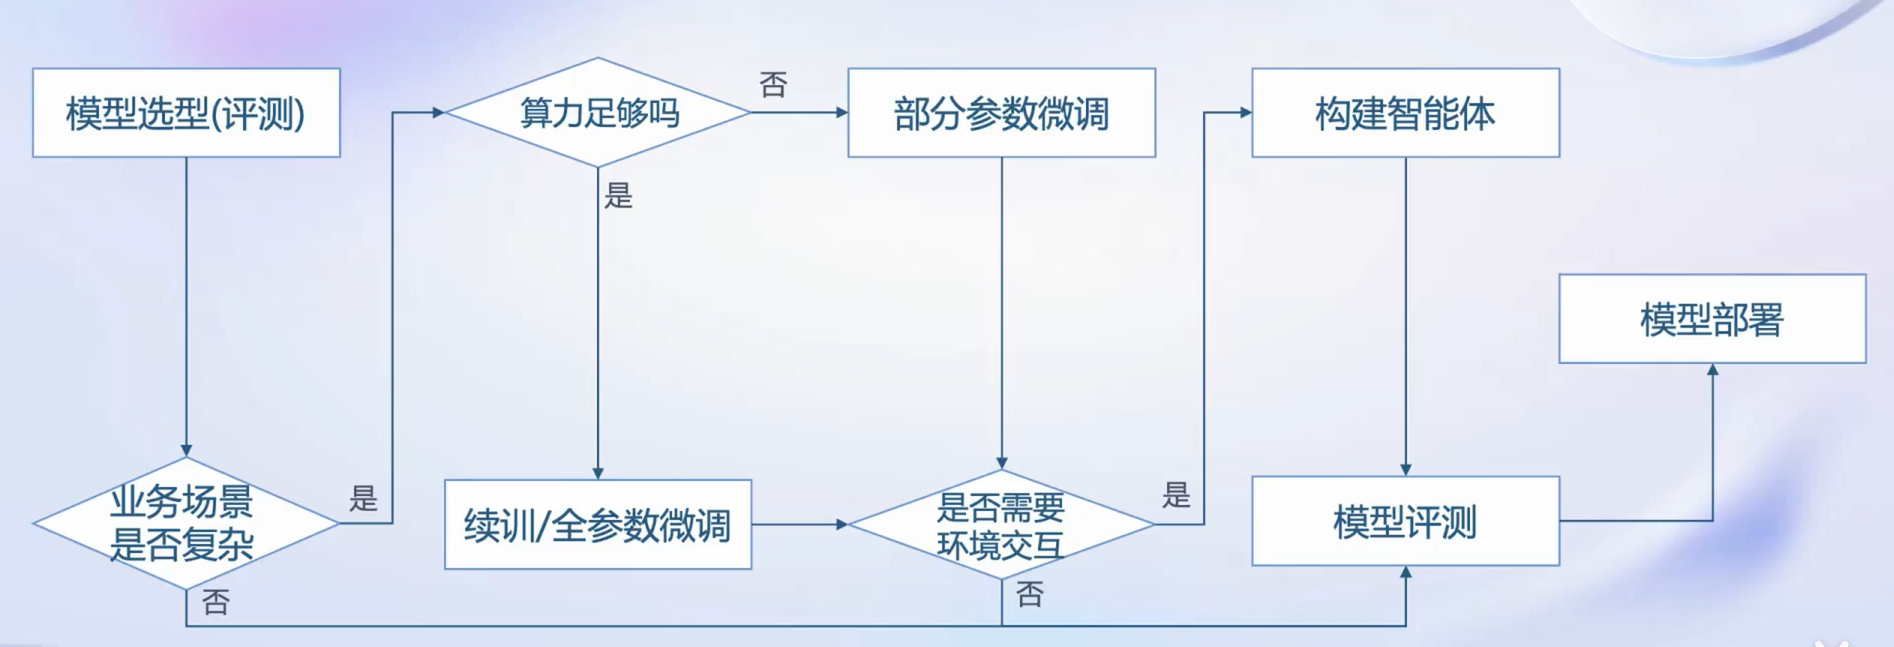 模型选型(评测)
算力足够吗
否
部分参数微调
构建智能体
是
模型部署
业务场景
是否复杂
是
续训/全参数微调
是否需要
环境交互
是
模型评测
否
否